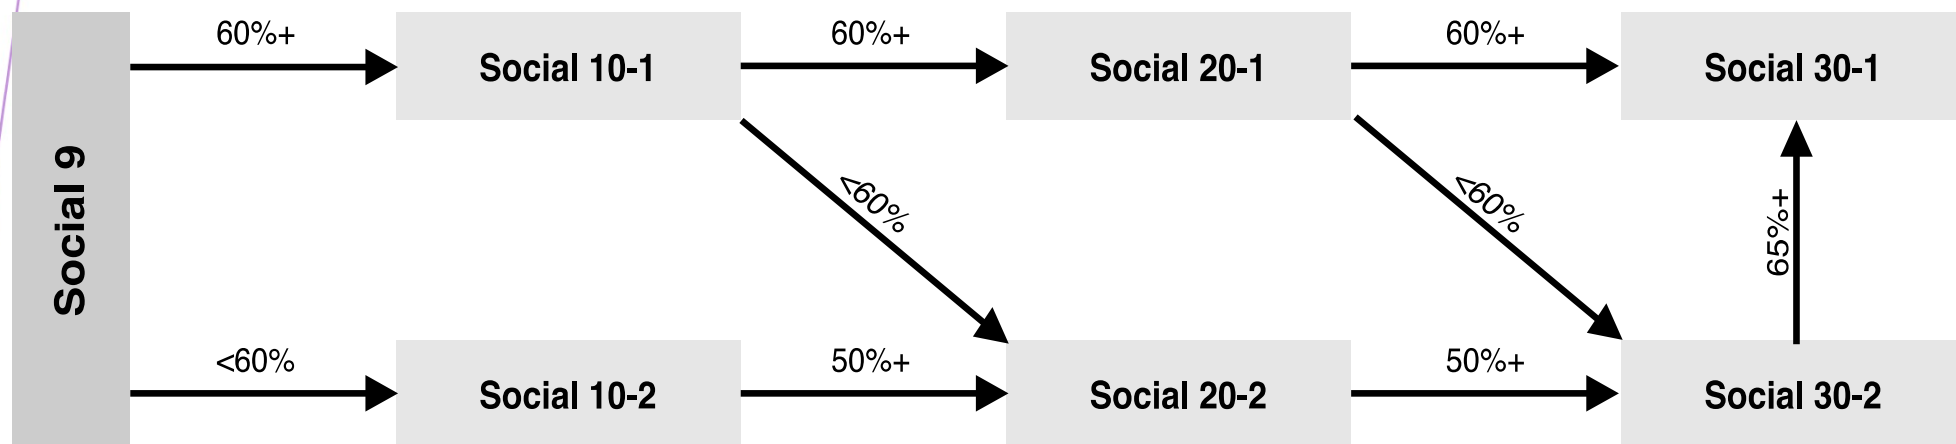 60%+
60%+
60%+
Social 10-1
Social 20-1
Social 30-1
Social 9
<60%
<60%
65%+
<60%
50%+
50%+
Social 10-2
Social 20-2
Social 30-2